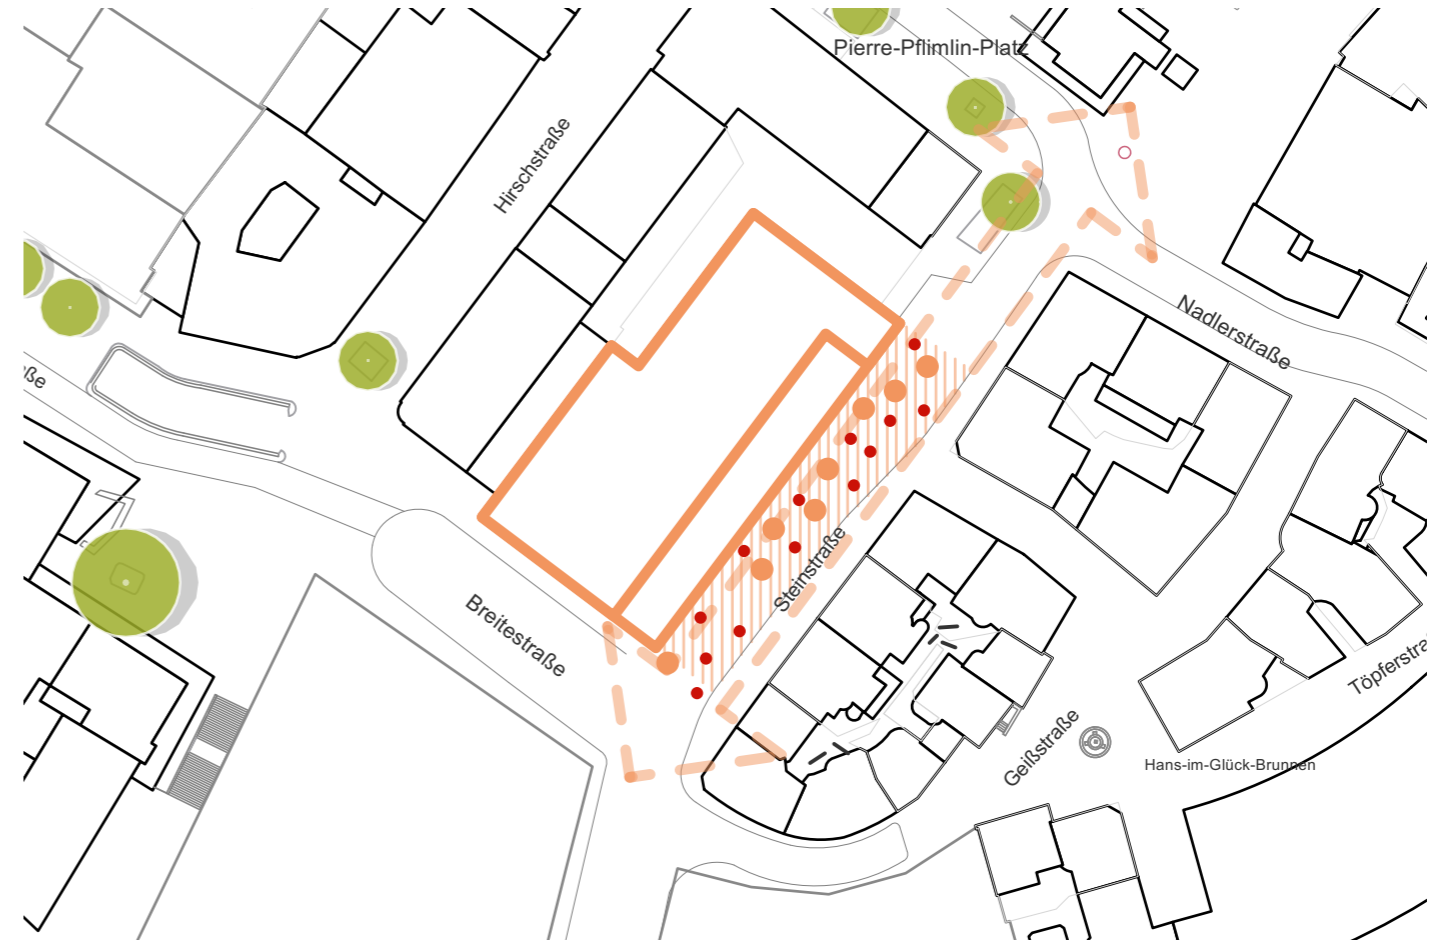 Pierre-Pflimlin-Platz
Hirschstraße
Nadlerstraße
ße
Steinstraße
Breitestraße
Töpferstra
Geißstraße
Hans-im-Glück-Brunnen